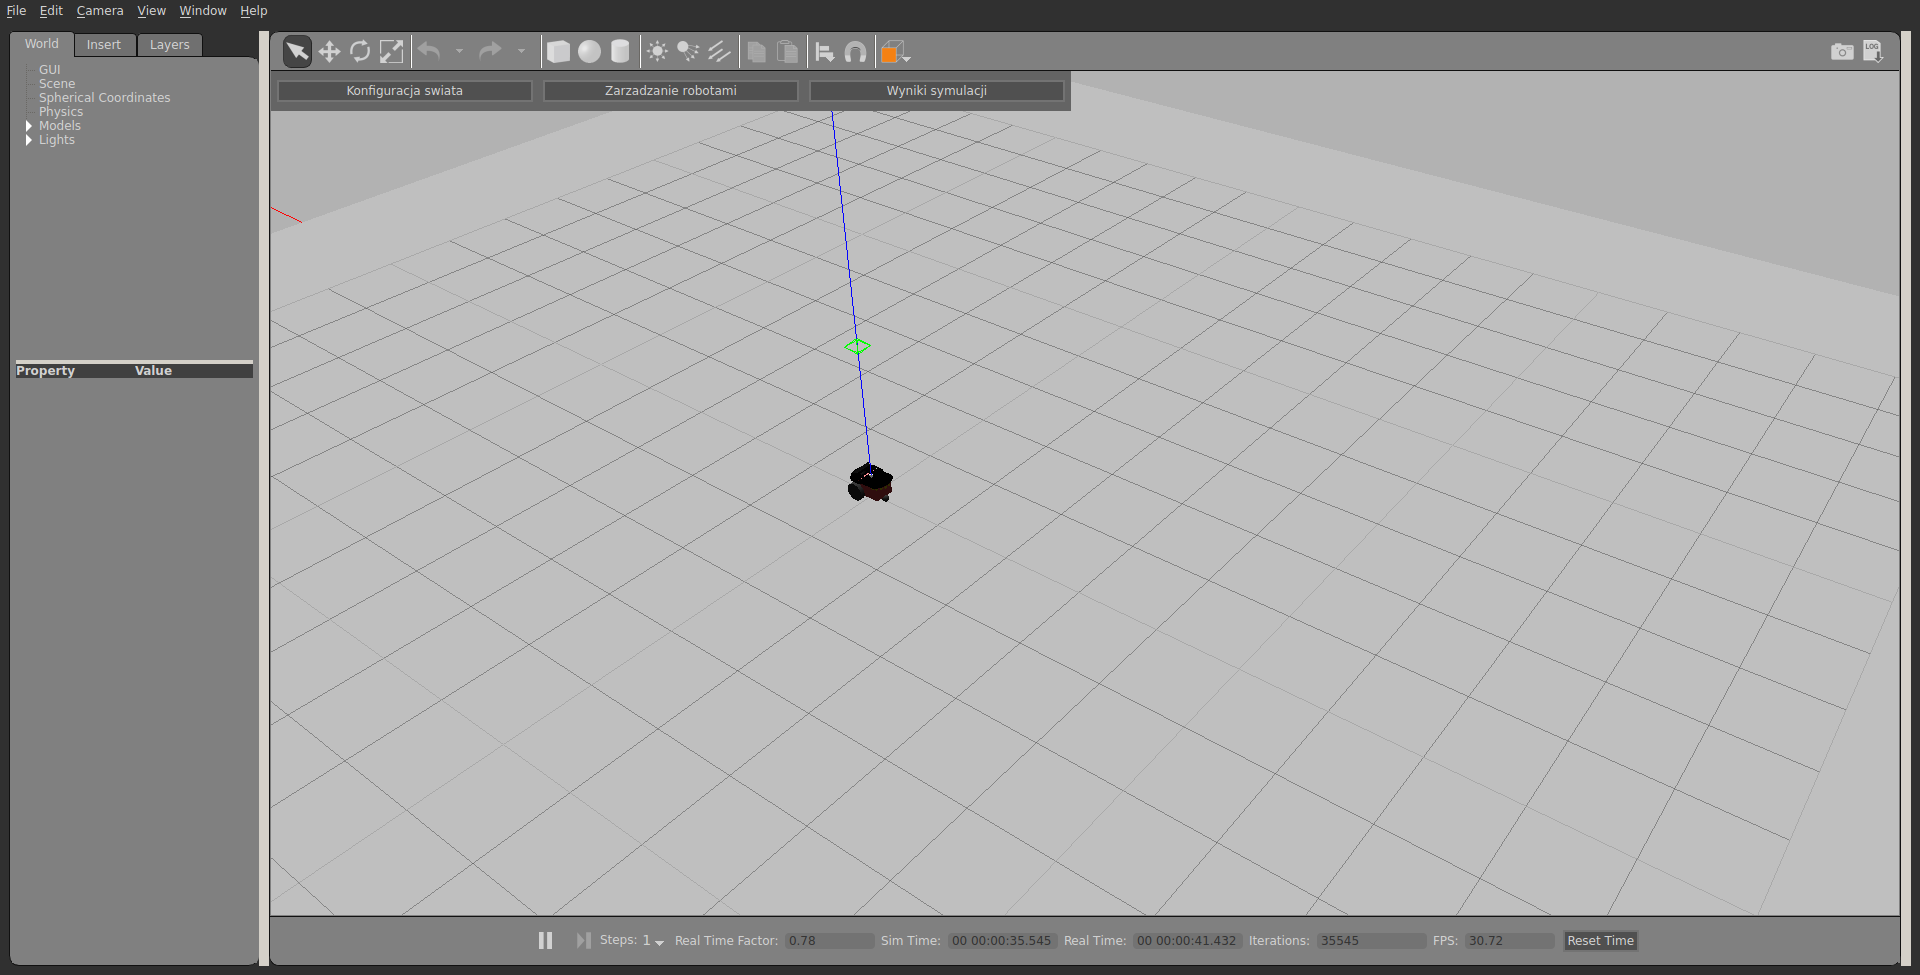 File Edit Camera View Window Help
World Insert Layers
GUI
Scene
Spherical Coordinates
Physics
Models
Lights
Property Value
LOG
Konfiguracja swiata Zarzadzanie robotami Wyniki symulacji
Steps: 1 Real Time Factor: 0.78 Sim Time: 00 00:00:35.545 Real Time: 00 00:00:41.432 Iterations: 35545 FPS: 30.72 Reset Time